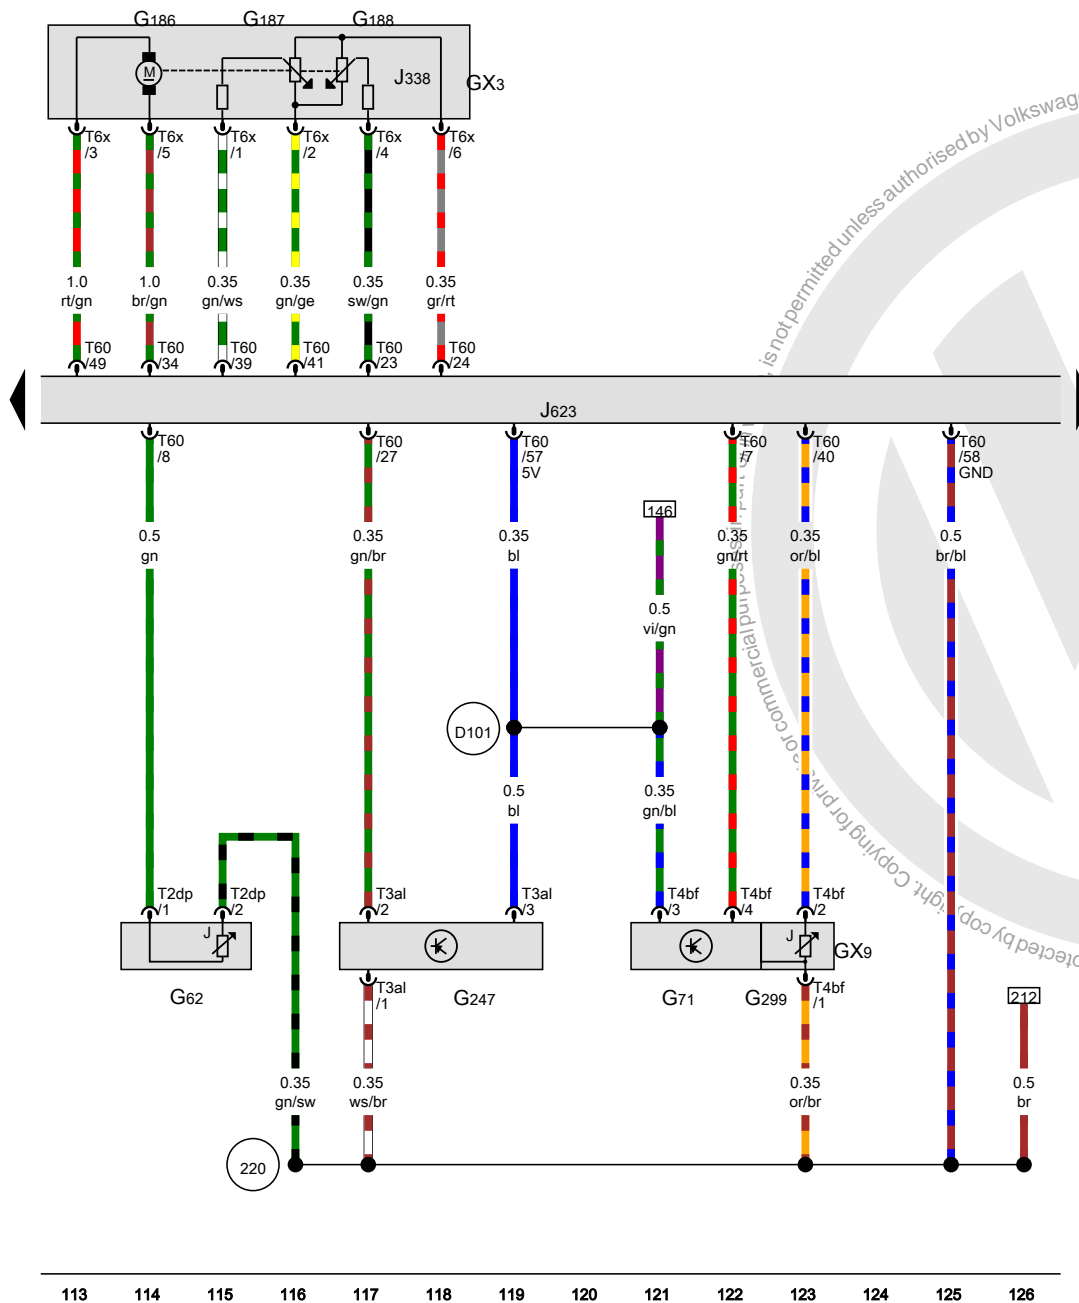 G186 G187 G188
M
J338
GX3
T6x T6x T6x T6x T6x T6x
/3 /5 /1 /2 /4 /6
1.0 1.0 0.35 0.35 0.35 0.35
rt/gn br/gn gn/ws gn/ge sw/gn gr/rt
T60 T60 T60 T60 T60 T60
/49 /34 /39 /41 /23 /24
J623
T60 T60 T60 T60 T60 T60
/8 /27 /57 /7 /40 /58
5V GND
146
0.5 0.35 0.35 0.35 0.35 0.5
gn gn/br bl gn/rt or/bl br/bl
0.5
vi/gn
D101
0.5 0.35
bl gn/bl
T2dp T2dp T3al T3al T4bf T4bf T4bf
/1 /2 /2 /3 /3 /4 /2
J J
GX9
T3al T4bf
/1 /1
G62 G247 G71 G299
212
0.35 0.35 0.35 0.5
gn/sw ws/br or/br br
220
113 114 115 116 117 118 119 120 121 122 123 124 125 126
is not permitted unless authorised by Volkswage
or commercial purposes, in part or in
Copying for private
otected by copyright.